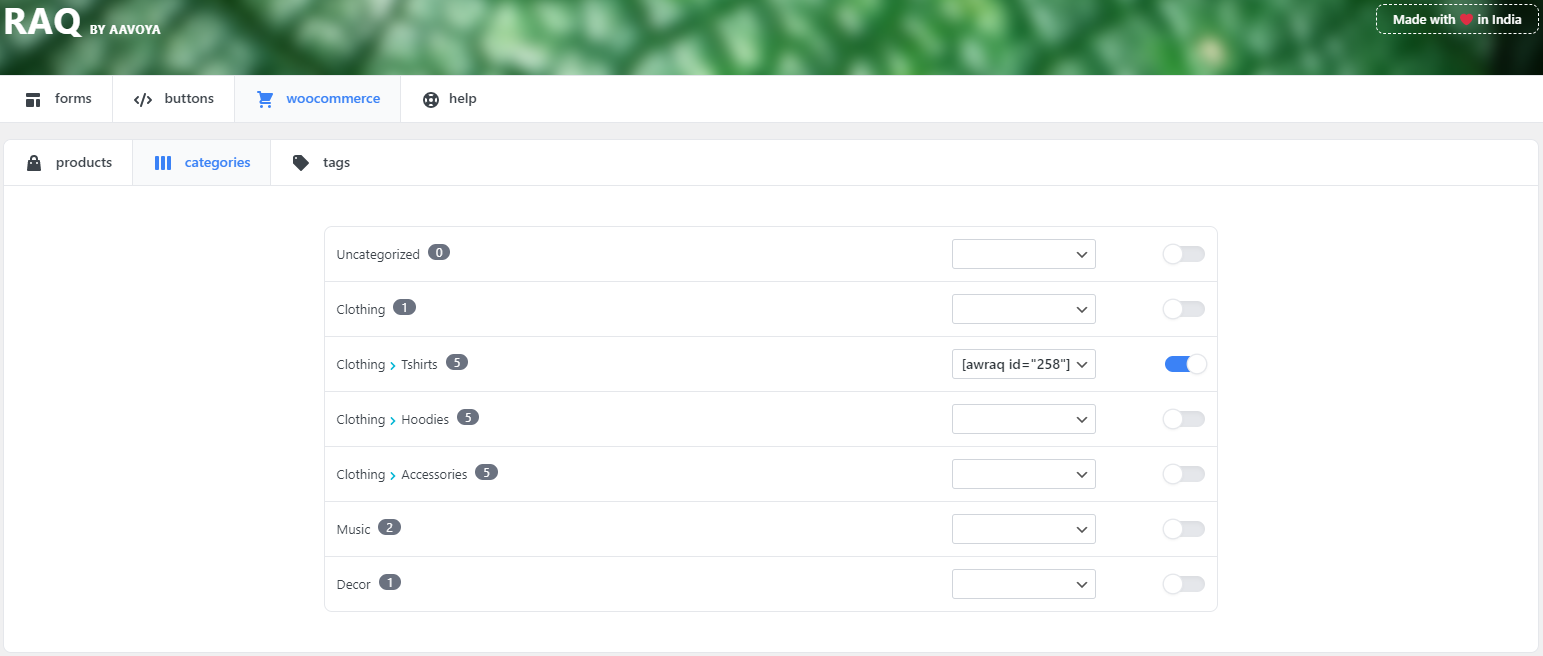 RAQ BY AAVOYA
Made with ❤ in India
forms
buttons
woocommerce
help
products
categories
tags
Uncategorized 0
Clothing 1
Clothing > Tshirts 5 [awraq id="258"]
Clothing > Hoodies 5
Clothing > Accessories 5
Music 2
Decor 1